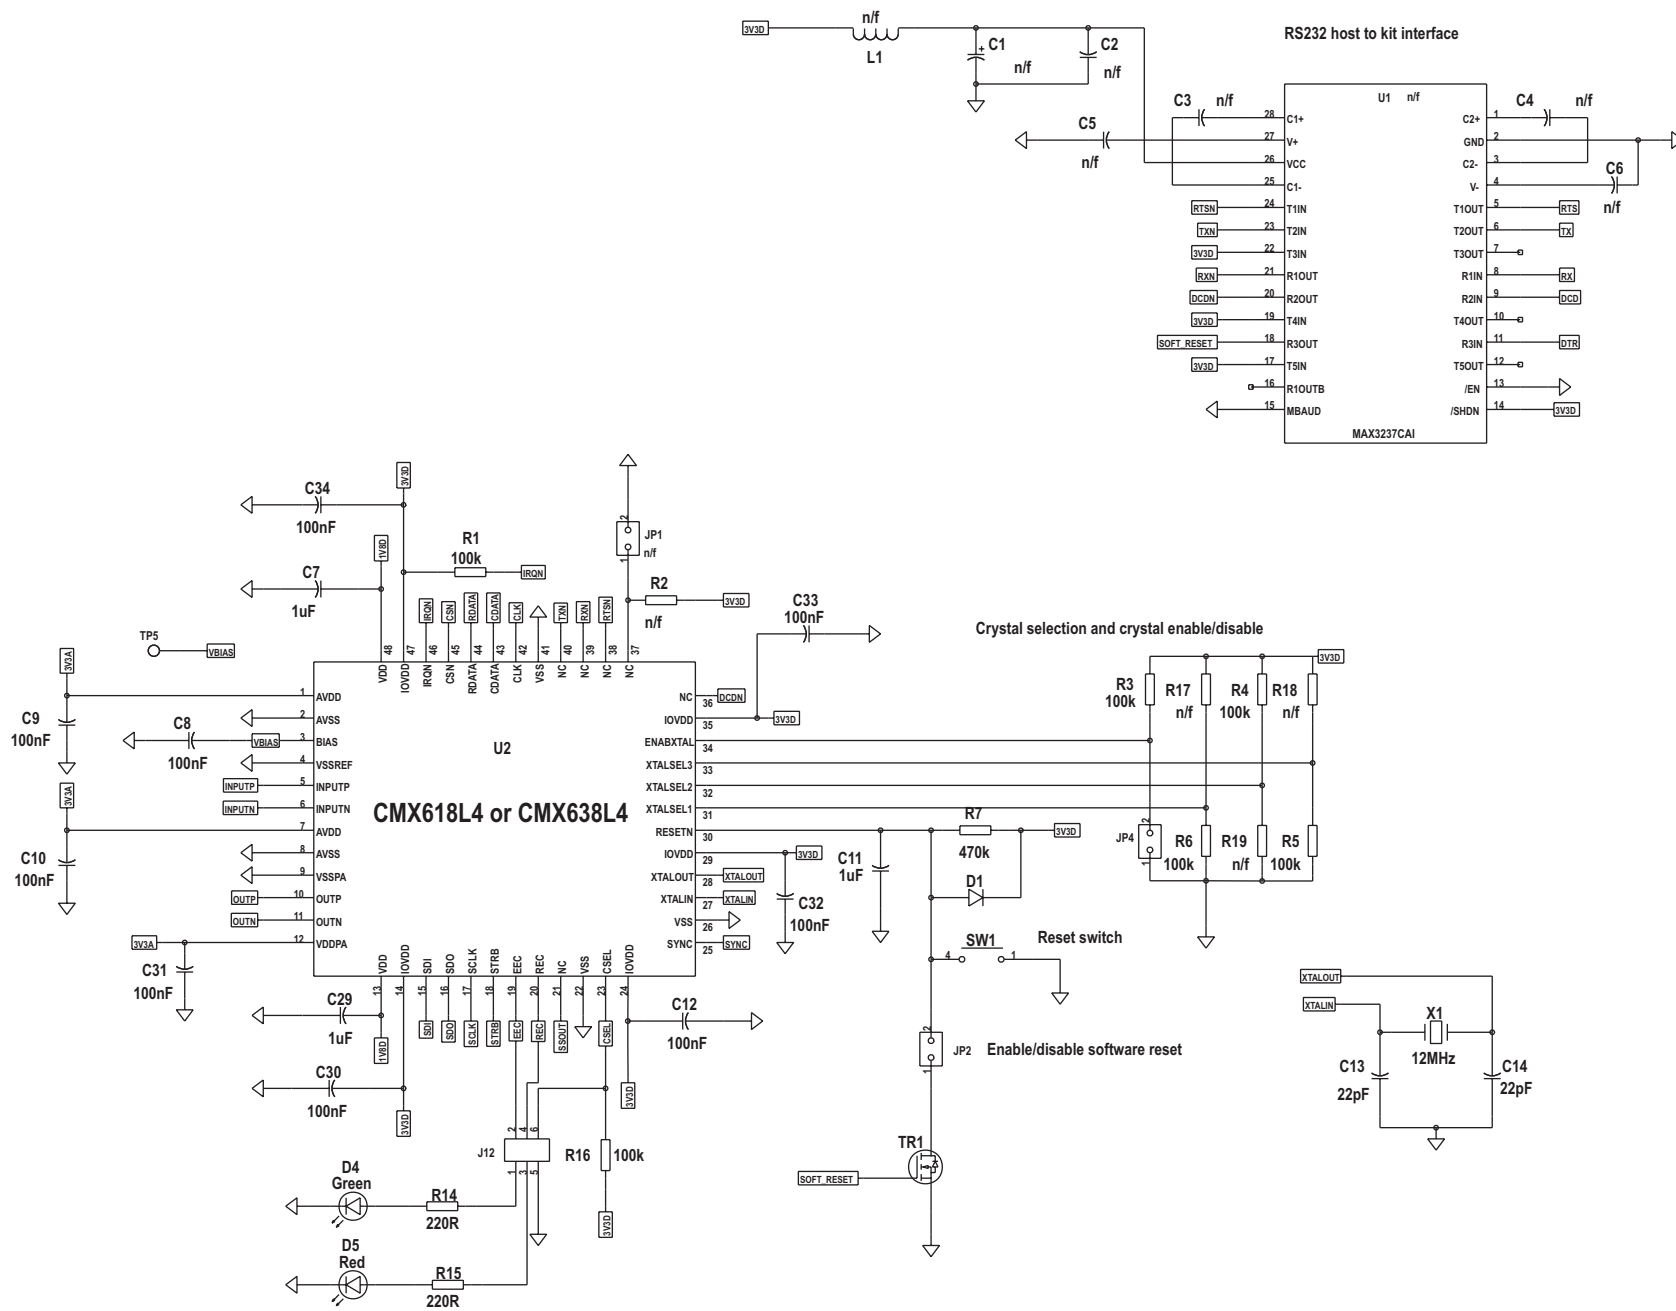 n/f
3V3D
L1
C1
+
n/f
C2
n/f
RS232 host to kit interface
C3
n/f
U1 n/f
C4
n/f
C5
n/f
C6
n/f
28 C1+
27 V+
26 VCC
25 C1-
RTSN 24 T1IN
TXN 23 T2IN
3V3D 22 T3IN
RXN 21 R1OUT
DCDN 20 R2OUT
3V3D 19 T4IN
SOFT_RESET 18 R3OUT
3V3D 17 T5IN
16 R1OUTB
15 MBAUD
C2+ 1
GND 2
C2- 3
V- 4
T1OUT 5 RTS
T2OUT 6 TX
T3OUT 7
R1IN 8 RX
R2IN 9 DCD
T4OUT 10
R3IN 11 DTR
T5OUT 12
/EN 13
/SHDN 14 3V3D
MAX3237CAI
C34
100nF
3V3D
C7
1uF
1V8D
R1
100k
IRQN
2
JP1
n/f
1
R2
n/f
3V3D
C33
100nF
TP5
VBIAS
IRQN
CSN
RDATA
CDATA
CLK
TXN
RXN
RTSN
48 VDD
47 IOVDD
46 IRQN
45 CSN
44 RDATA
43 CDATA
42 CLK
41 VSS
40 NC
39 NC
38 NC
37 NC
3V3A
1 AVDD
2 AVSS
VBIAS 3 BIAS
4 VSSREF
INPUTP 5 INPUTP
INPUTN 6 INPUTN
7 AVDD
8 AVSS
9 VSSPA
OUTP 10 OUTP
OUTN 11 OUTN
3V3A 12 VDDPA
C9
100nF
C8
100nF
3V3A
C10
100nF
C31
100nF
U2
CMX618L4 or CMX638L4
NC 36 DCDN
IOVDD 35 3V3D
ENABXTAL 34
XTALSEL3 33
XTALSEL2 32
XTALSEL1 31
RESETN 30
IOVDD 29 3V3D
XTALOUT 28 XTALOUT
XTALIN 27 XTALIN
VSS 26
SYNC 25 SYNC
VDD 13
IOVDD 14
SDI 15 SDI
SDO 16 SDO
SCLK 17 SCLK
STRB 18 STRB
EEC 19 EEC
REC 20 REC
NC 21 SSOUT
VSS 22
CSEL 23 CSEL
IOVDD 24
Crystal selection and crystal enable/disable
3V3D
R3
100k
R17
n/f
R4
100k
R18
n/f
2
JP4
1
R6
100k
R19
n/f
R5
100k
C11
1uF
R7
470k
3V3D
D1
C32
100nF
4 SW1 1
Reset switch
2
JP2
1
Enable/disable software reset
TR1
SOFT_RESET
C29
1uF
1V8D
C30
100nF
3V3D
C12
100nF
3V3D
2 4 6
J12
1 3 5
R16
100k
3V3D
D4
Green
R14
220R
D5
Red
R15
220R
XTALOUT
XTALIN
X1
12MHz
C13
22pF
C14
22pF